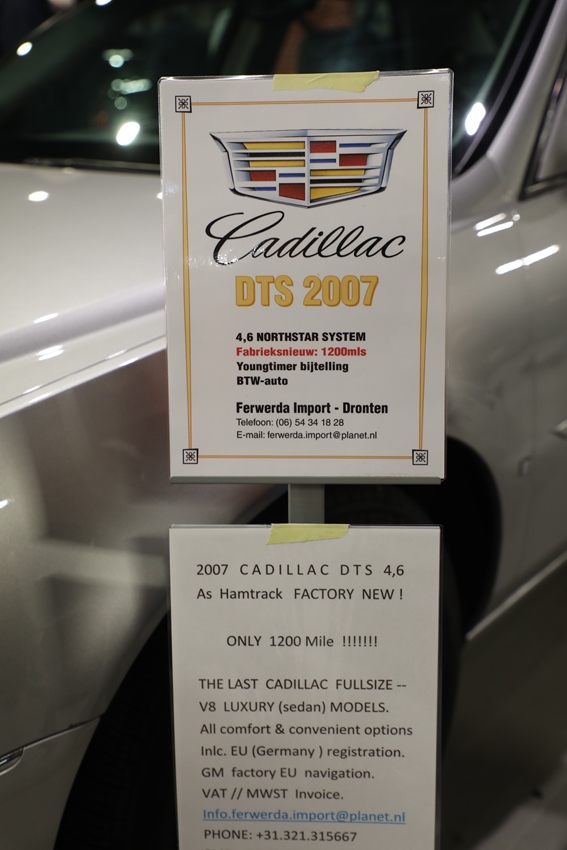 Cadillac
DTS 2007
4,6 NORTHSTAR SYSTEM
Fabrieksnieuw: 1200mls
Youngtimer bijtelling
BTW-auto
Ferwerda Import - Dronten
Telefoon: (06) 54 34 18 28
E-mail: ferwerda.import@planet.nl
2007 CADILLAC DTS 4,6
As Hamtrack FACTORY NEW !
ONLY 1200 Mile !!!!!!!
THE LAST CADILLAC FULLSIZE --
V8 LUXURY (sedan) MODELS.
All comfort & convenient options
Inlc. EU (Germany ) registration.
GM factory EU navigation.
VAT // MWST Invoice.
Info.ferwerda.import@planet.nl
PHONE: +31.321.315667